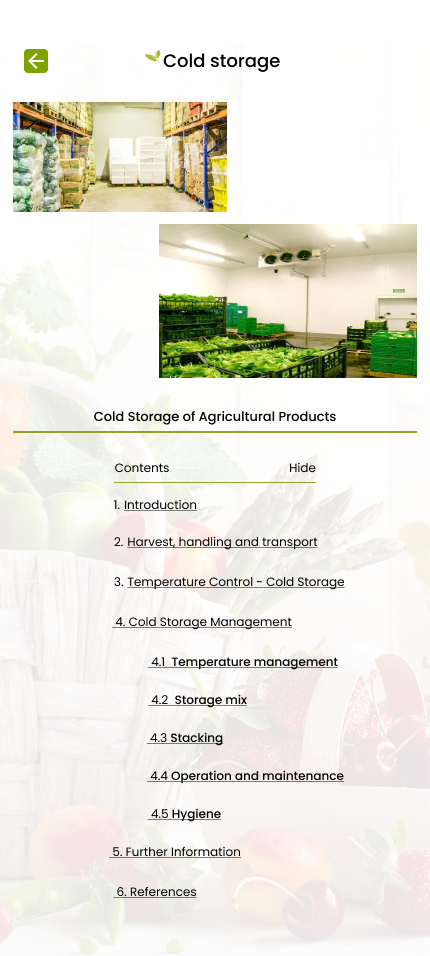 Cold storage
Cold Storage of Agricultural Products
Contents Hide
1. Introduction
2. Harvest, handling and transport
3. Temperature Control - Cold Storage
4. Cold Storage Management
4.1 Temperature management
4.2 Storage mix
4.3 Stacking
4.4 Operation and maintenance
4.5 Hygiene
5. Further Information
6. References